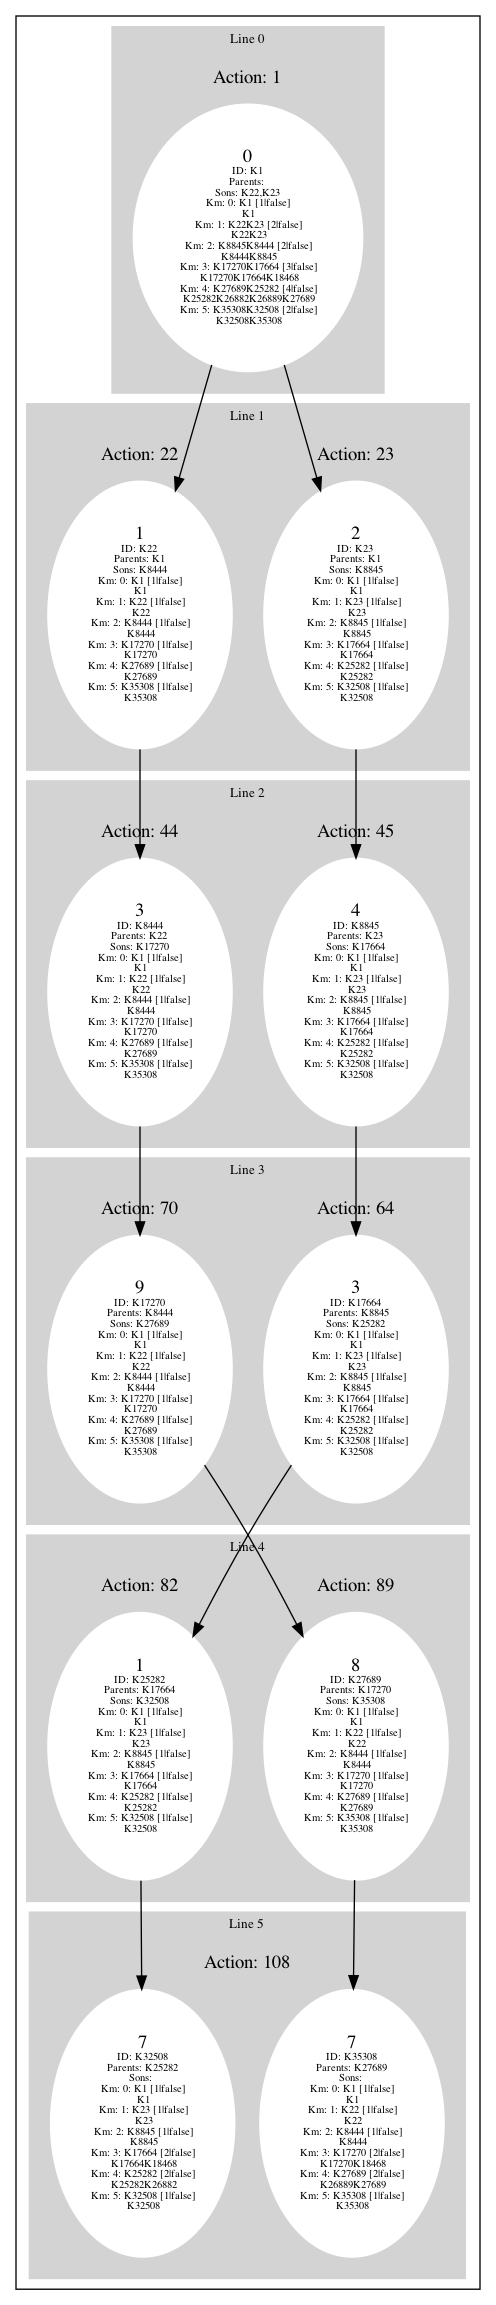 Line 0
Action: 1
0
ID: K1
Parents:
Sons: K22,K23
Km: 0: K1 [1|false]
K1
Km: 1: K22K23 [2|false]
K22K23
Km: 2: K8845K8444 [2|false]
K8444K8845
Km: 3: K17270K17664 [3|false]
K17270K17664K18468
Km: 4: K27689K25282 [4|false]
K25282K26882K26889K27689
Km: 5: K35308K32508 [2|false]
K32508K35308
Line 1
Action: 22
1
ID: K22
Parents: K1
Sons: K8444
Km: 0: K1 [1|false]
K1
Km: 1: K22 [1|false]
K22
Km: 2: K8444 [1|false]
K8444
Km: 3: K17270 [1|false]
K17270
Km: 4: K27689 [1|false]
K27689
Km: 5: K35308 [1|false]
K35308
Action: 23
2
ID: K23
Parents: K1
Sons: K8845
Km: 0: K1 [1|false]
K1
Km: 1: K23 [1|false]
K23
Km: 2: K8845 [1|false]
K8845
Km: 3: K17664 [1|false]
K17664
Km: 4: K25282 [1|false]
K25282
Km: 5: K32508 [1|false]
K32508
Line 2
Action: 44
3
ID: K8444
Parents: K22
Sons: K17270
Km: 0: K1 [1|false]
K1
Km: 1: K22 [1|false]
K22
Km: 2: K8444 [1|false]
K8444
Km: 3: K17270 [1|false]
K17270
Km: 4: K27689 [1|false]
K27689
Km: 5: K35308 [1|false]
K35308
Action: 45
4
ID: K8845
Parents: K23
Sons: K17664
Km: 0: K1 [1|false]
K1
Km: 1: K23 [1|false]
K23
Km: 2: K8845 [1|false]
K8845
Km: 3: K17664 [1|false]
K17664
Km: 4: K25282 [1|false]
K25282
Km: 5: K32508 [1|false]
K32508
Line 3
Action: 70
9
ID: K17270
Parents: K8444
Sons: K27689
Km: 0: K1 [1|false]
K1
Km: 1: K22 [1|false]
K22
Km: 2: K8444 [1|false]
K8444
Km: 3: K17270 [1|false]
K17270
Km: 4: K27689 [1|false]
K27689
Km: 5: K35308 [1|false]
K35308
Action: 64
3
ID: K17664
Parents: K8845
Sons: K25282
Km: 0: K1 [1|false]
K1
Km: 1: K23 [1|false]
K23
Km: 2: K8845 [1|false]
K8845
Km: 3: K17664 [1|false]
K17664
Km: 4: K25282 [1|false]
K25282
Km: 5: K32508 [1|false]
K32508
Line 4
Action: 82
1
ID: K25282
Parents: K17664
Sons: K32508
Km: 0: K1 [1|false]
K1
Km: 1: K23 [1|false]
K23
Km: 2: K8845 [1|false]
K8845
Km: 3: K17664 [1|false]
K17664
Km: 4: K25282 [1|false]
K25282
Km: 5: K32508 [1|false]
K32508
Action: 89
8
ID: K27689
Parents: K17270
Sons: K35308
Km: 0: K1 [1|false]
K1
Km: 1: K22 [1|false]
K22
Km: 2: K8444 [1|false]
K8444
Km: 3: K17270 [1|false]
K17270
Km: 4: K27689 [1|false]
K27689
Km: 5: K35308 [1|false]
K35308
Line 5
Action: 108
7
ID: K32508
Parents: K25282
Sons:
Km: 0: K1 [1|false]
K1
Km: 1: K23 [1|false]
K23
Km: 2: K8845 [1|false]
K8845
Km: 3: K17664 [2|false]
K17664K18468
Km: 4: K25282 [2|false]
K25282K26882
Km: 5: K32508 [1|false]
K32508
7
ID: K35308
Parents: K27689
Sons:
Km: 0: K1 [1|false]
K1
Km: 1: K22 [1|false]
K22
Km: 2: K8444 [1|false]
K8444
Km: 3: K17270 [2|false]
K17270K18468
Km: 4: K27689 [2|false]
K26889K27689
Km: 5: K35308 [1|false]
K35308